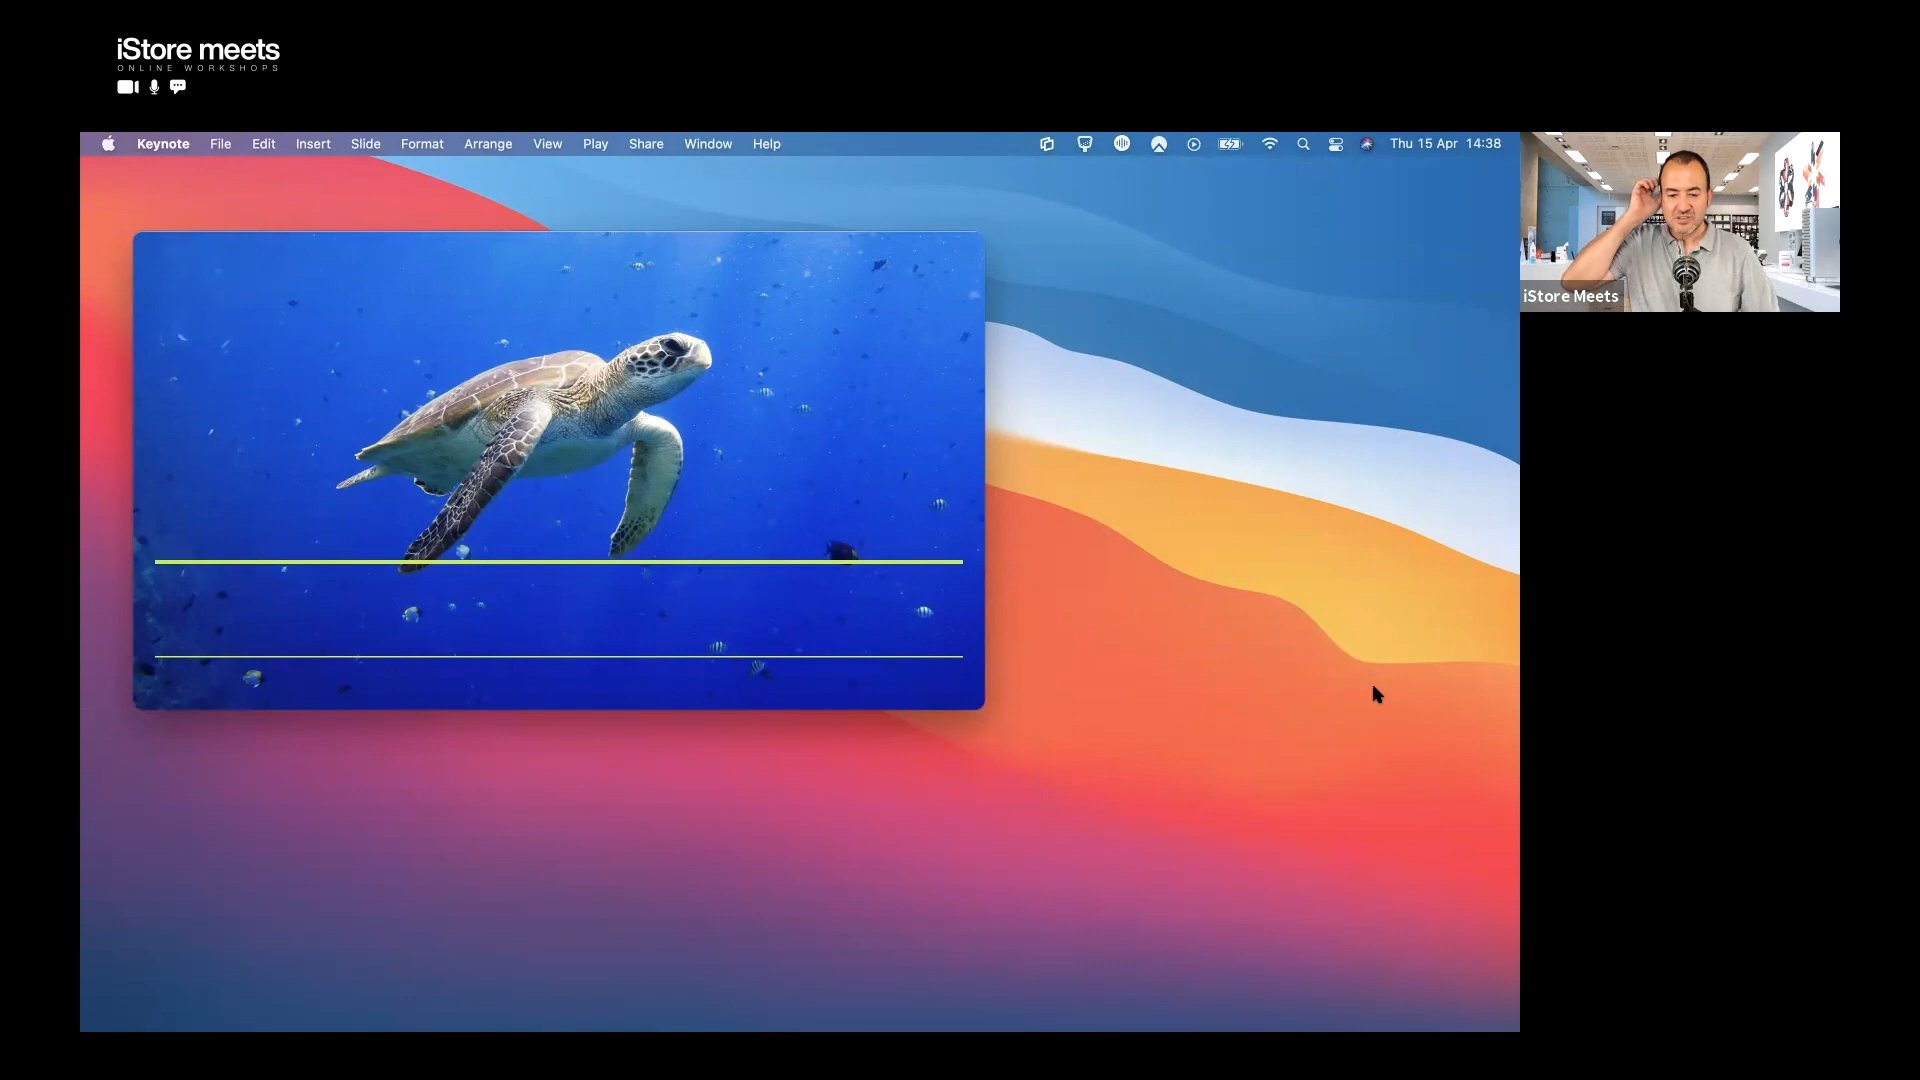 iStore meets
ONLINE WORKSHOPS
Keynote File Edit Insert Slide Format Arrange View Play Share Window Help Thu 15 Apr 14:38
iStore Meets